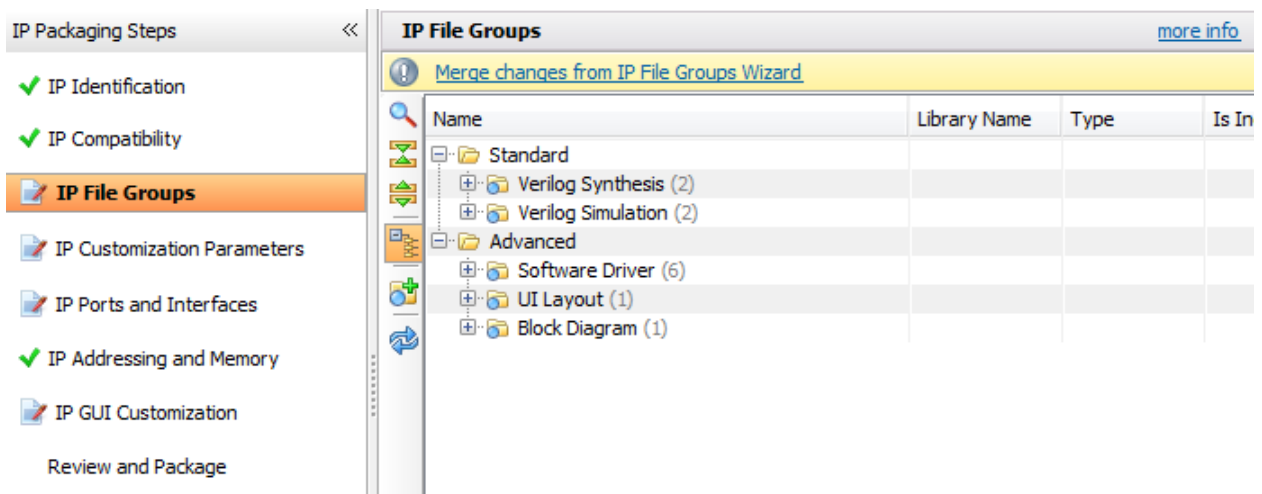 IP Packaging Steps
IP Identification
IP Compatibility
IP File Groups
IP Customization Parameters
IP Ports and Interfaces
IP Addressing and Memory
IP GUI Customization
Review and Package
IP File Groups more info
Merge changes from IP File Groups Wizard
Name Library Name Type Is In
Standard
Verilog Synthesis (2)
Verilog Simulation (2)
Advanced
Software Driver (6)
UI Layout (1)
Block Diagram (1)